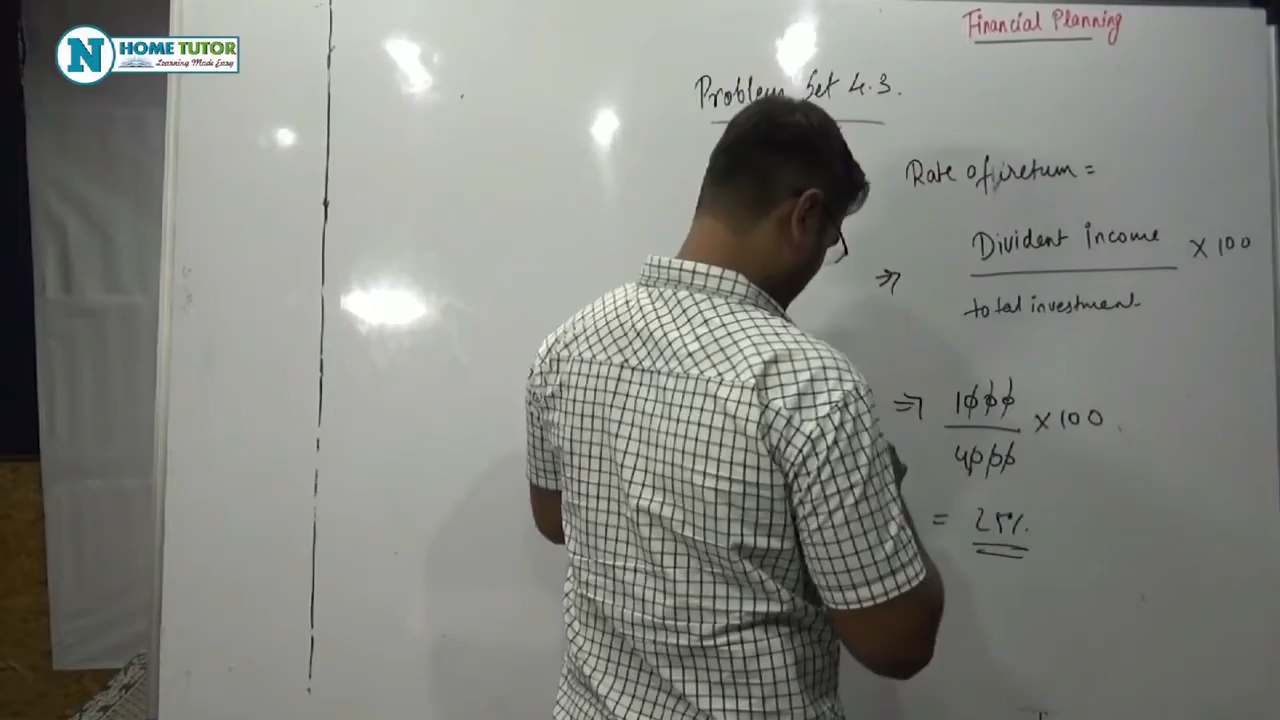 N HOME TUTOR
Learning Made Easy
Financial Planning
Problem Set 4.3.
Rate of return =
⇒ Divident income × 100
total investment
⇒ 1000 × 100
4000
= 25%